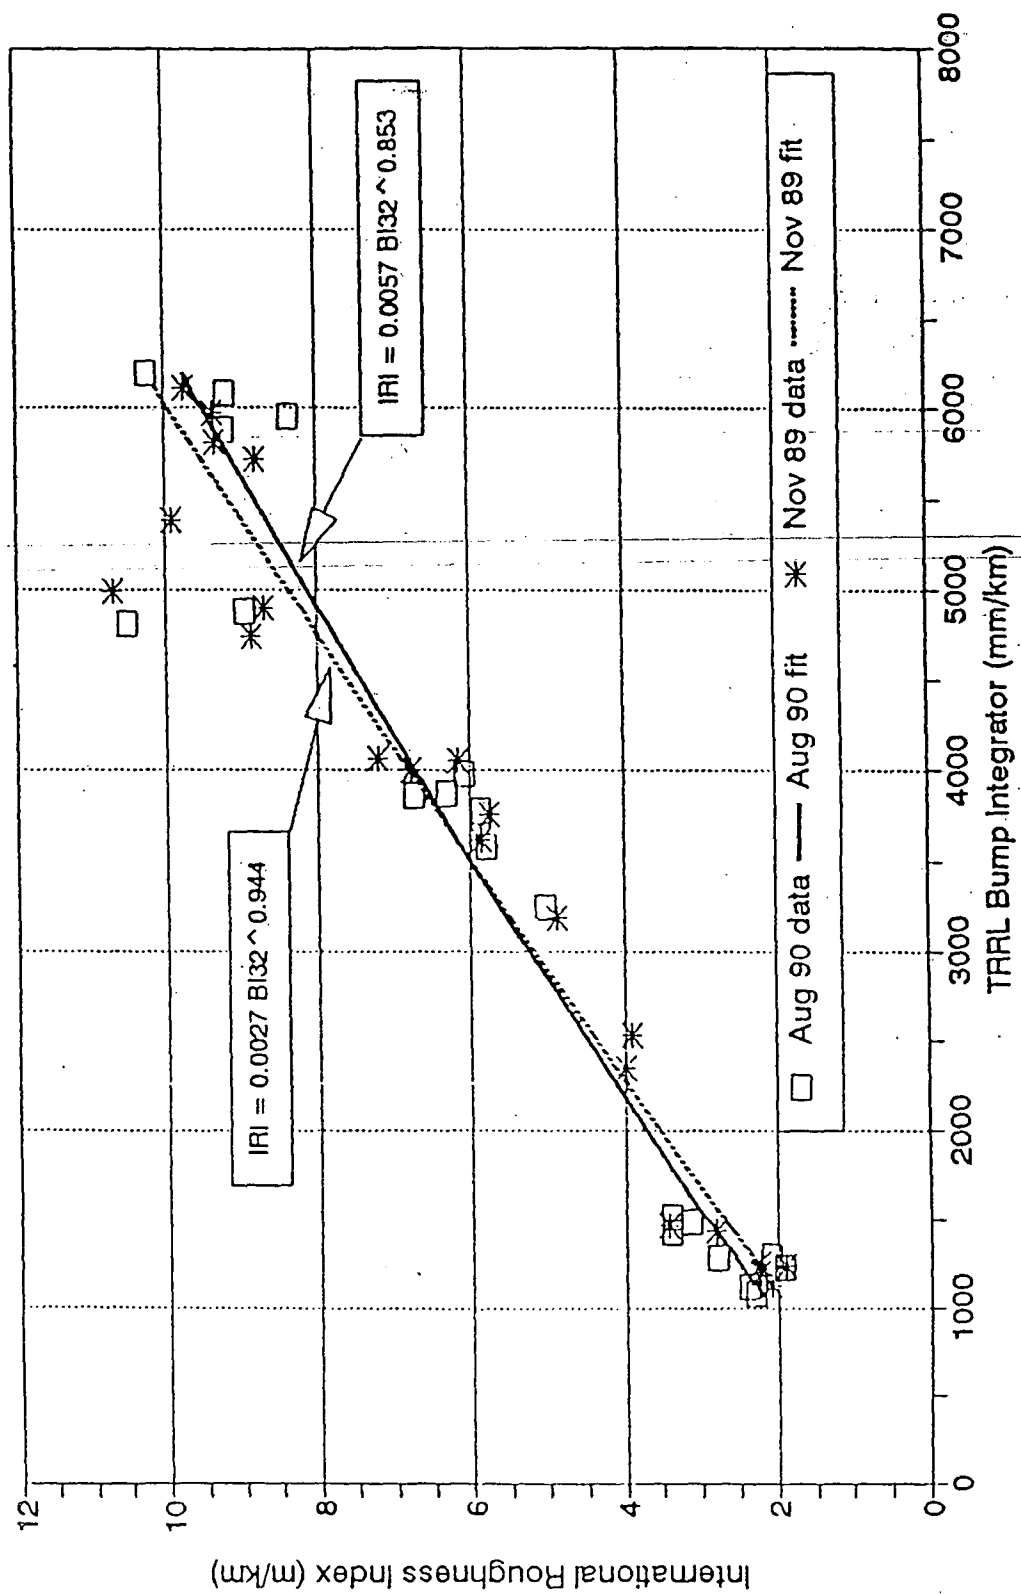 12
10
8
6
4
2
0
International Roughness Index (m/km)
IRI = 0.0027 BI32 ^ 0.944
IRI = 0.0057 BI32 ^ 0.853
Aug 90 data Aug 90 fit Nov 89 data Nov 89 fit
0 1000 2000 3000 4000 5000 6000 7000 8000
TRRL Bump Integrator (mm/km)